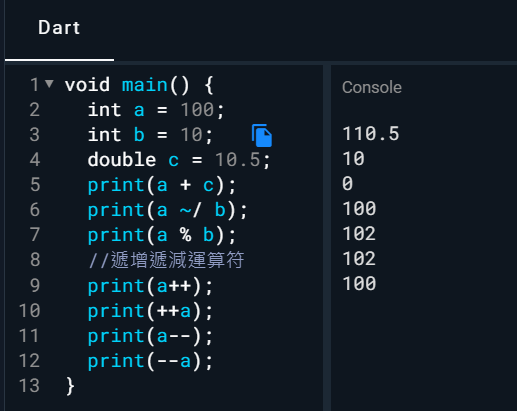 Dart
1 void main() {
2 int a = 100;
3 int b = 10;
4 double c = 10.5;
5 print(a + c);
6 print(a ~/ b);
7 print(a % b);
8 //遞增遞減運算符
9 print(a++);
10 print(++a);
11 print(a--);
12 print(--a);
13 }
Console
110.5
10
0
100
102
102
100